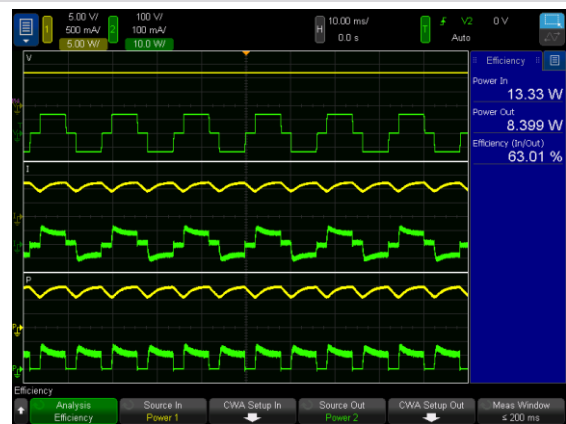 5.00 V/
100 V/
1
500 mA/
2
100 mA/
5.00 W/
10.0 W/
H
10.00 ms/
0.0 s
T
V2
0 V
Auto
V
I
P
Efficiency
Power In
13.33 W
Power Out
8.399 W
Efficiency (In/Out)
63.01 %
Efficiency
Analysis
Efficiency
Source In
Power 1
CWA Setup In
Source Out
Power 2
CWA Setup Out
Meas Window
≤ 200 ms